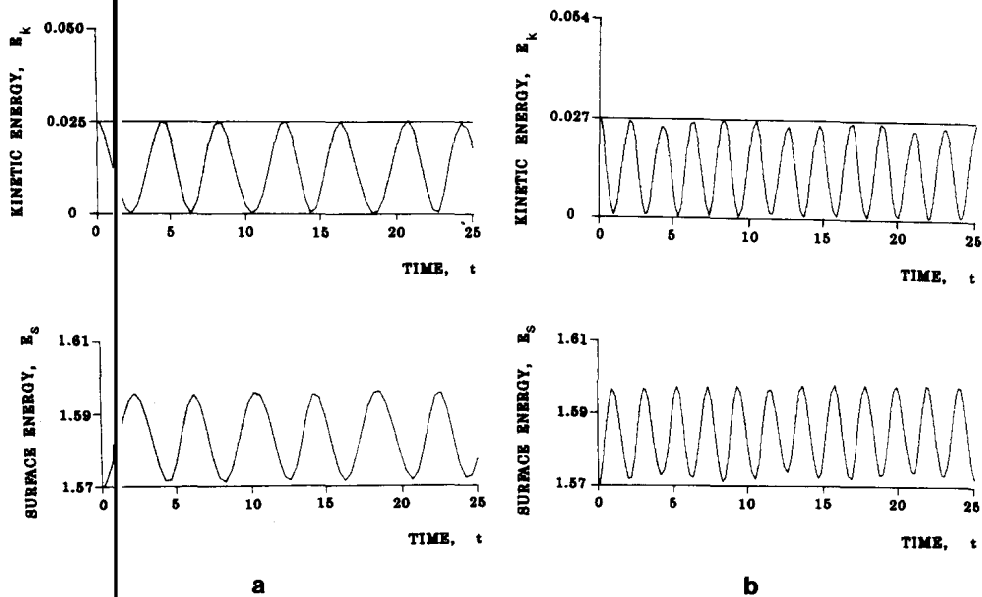 0.050
KINETIC ENERGY, Ek
0.025
0
0 5 10 15 20 25
TIME, t
0.054
KINETIC ENERGY, Ek
0.027
0
0 5 10 15 20 25
TIME, t
1.61
SURFACE ENERGY, Es
1.59
1.57
0 5 10 15 20 25
TIME, t
a
1.61
SURFACE ENERGY, Es
1.59
1.57
0 5 10 15 20 25
TIME, t
b